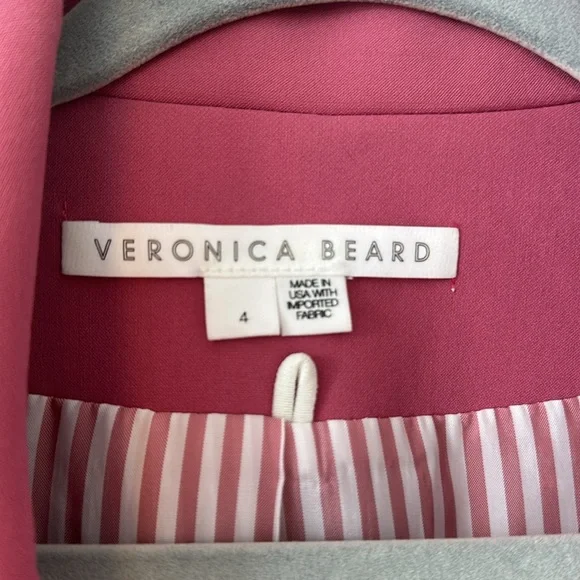 VERONICA BEARD
4
MADE IN
USA WITH
IMPORTED
FABRIC